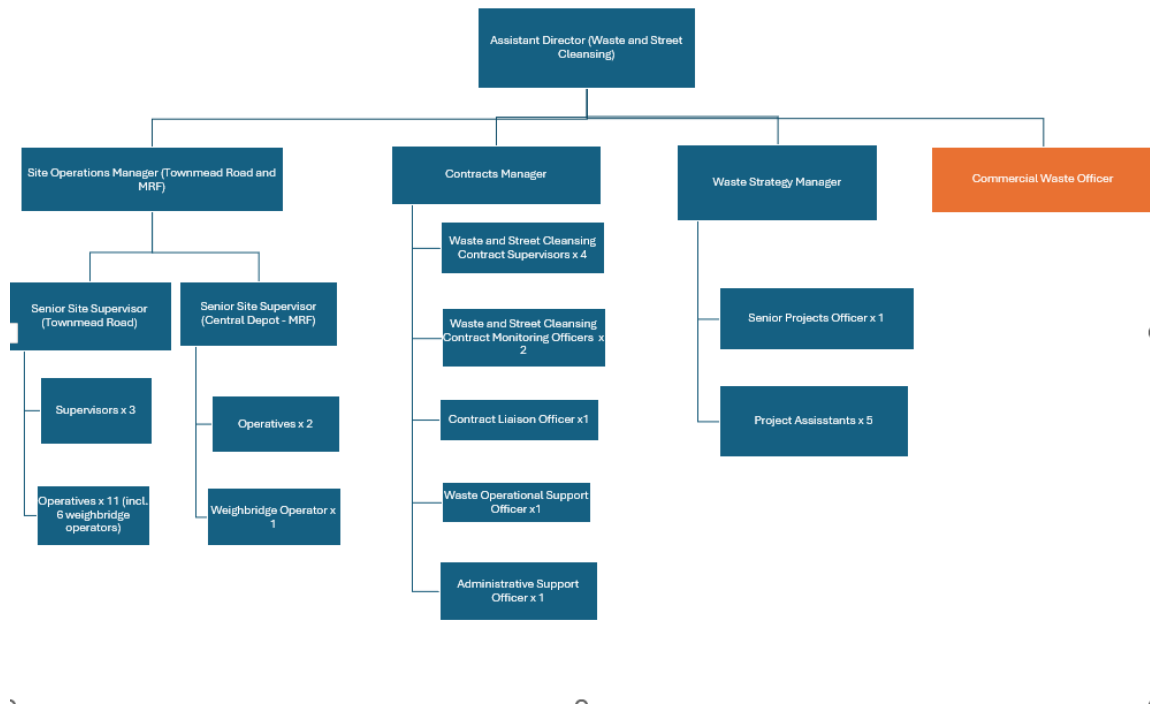 Assistant Director (Waste and Street
Cleansing)
Site Operations Manager (Townmead Road and
MRF)
Contracts Manager
Waste Strategy Manager
Commercial Waste Officer
Senior Site Supervisor
(Townmead Road)
Senior Site Supervisor
(Central Depot - MRF)
Supervisors x 3
Operatives x 11 (incl.
6 weighbridge
operators)
Operatives x 2
Weighbridge Operator x
1
Waste and Street Cleansing
Contract Supervisors x 4
Waste and Street Cleansing
Contract Monitoring Officers x
2
Contract Liaison Officer x1
Waste Operational Support
Officer x1
Administrative Support
Officer x 1
Senior Projects Officer x 1
Project Assisstants x 5